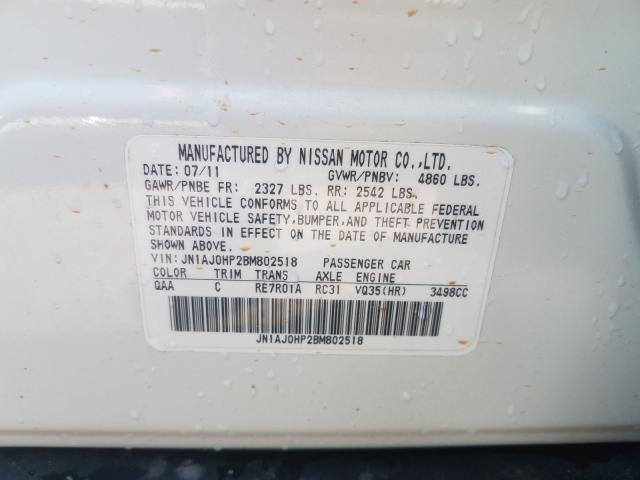 MANUFACTURED BY NISSAN MOTOR CO.,LTD.
DATE: 07/11 GVWR/PNBV: 4860 LBS.
GAWR/PNBE FR: 2327 LBS. RR: 2542 LBS.
THIS VEHICLE CONFORMS TO ALL APPLICABLE FEDERAL
MOTOR VEHICLE SAFETY,BUMPER,AND THEFT PREVENTION
STANDARDS IN EFFECT ON THE DATE OF MANUFACTURE
SHOWN ABOVE.
VIN: JN1AJ0HP2BM802518 PASSENGER CAR
COLOR TRIM TRANS AXLE ENGINE
QAA C RE7R01A RC31 VQ35(HR) 3498CC
JN1AJ0HP2BM802518